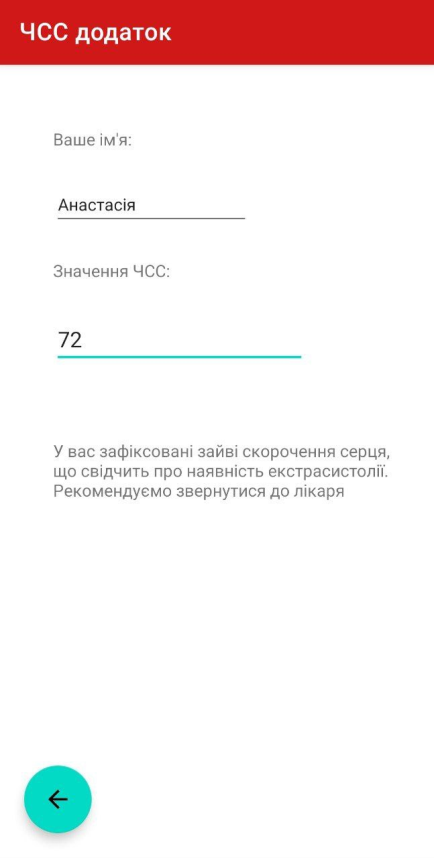 ЧСС додаток
Ваше ім'я:
Анастасія
Значення ЧСС:
72
У вас зафіксовані зайві скорочення серця,
що свідчить про наявність екстрасистолії.
Рекомендуємо звернутися до лікаря